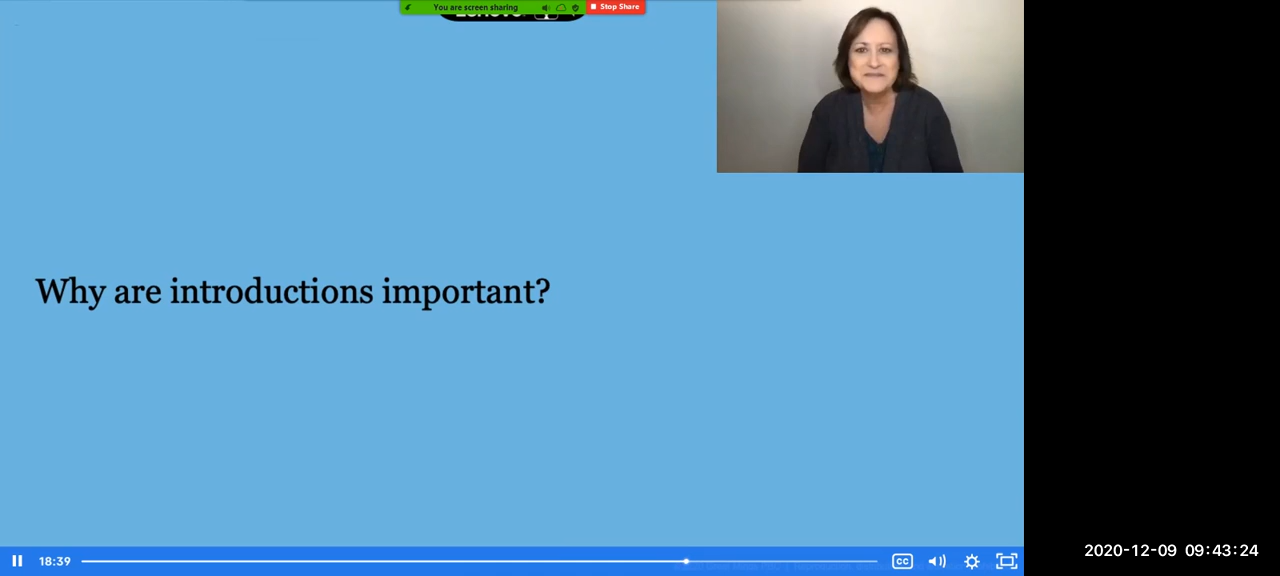 You are screen sharing
Stop Share
Why are introductions important?
18:39
CC
2020-12-09 09:43:24